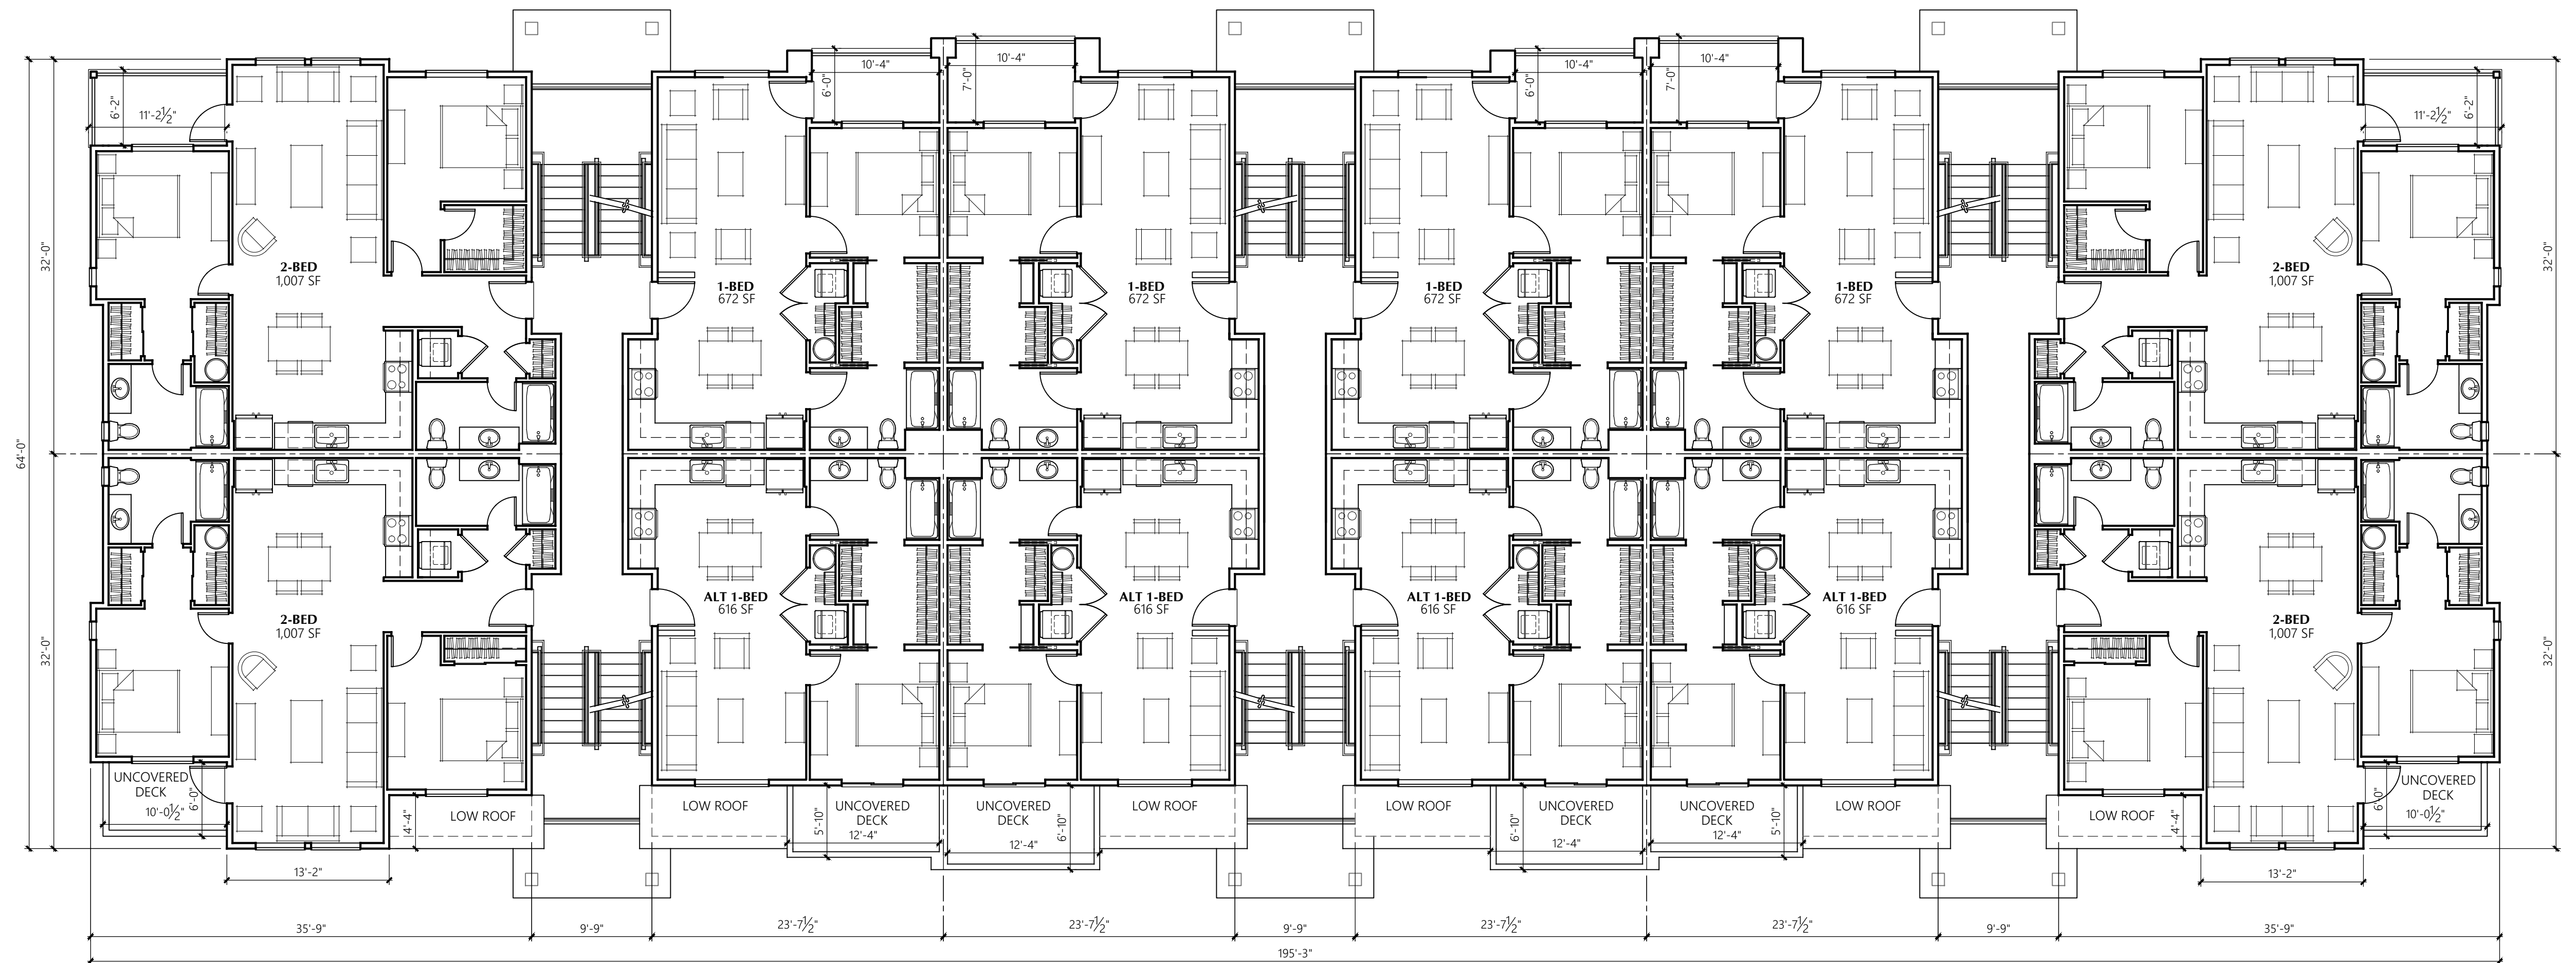 10'-4"
10'-4"
10'-4"
10'-4"
6'-0"
7'-0"
6'-0"
7'-0"
6'-2"
11'-2½"
6'-2"
11'-2½"
32'-0"
32'-0"
2-BED
1,007 SF
1-BED
672 SF
1-BED
672 SF
1-BED
672 SF
1-BED
672 SF
2-BED
1,007 SF
64'-0"
2-BED
1,007 SF
ALT 1-BED
616 SF
ALT 1-BED
616 SF
ALT 1-BED
616 SF
ALT 1-BED
616 SF
2-BED
1,007 SF
32'-0"
32'-0"
UNCOVERED
DECK
10'-0½"
6'-0"
4'-4"
LOW ROOF
LOW ROOF
5'-10"
UNCOVERED
DECK
12'-4"
UNCOVERED
DECK
12'-4"
6'-10"
LOW ROOF
LOW ROOF
6'-10"
UNCOVERED
DECK
12'-4"
UNCOVERED
DECK
12'-4"
5'-10"
LOW ROOF
LOW ROOF
4'-4"
6'-0"
UNCOVERED
DECK
10'-0½"
13'-2"
13'-2"
35'-9"
9'-9"
23'-7½"
23'-7½"
9'-9"
23'-7½"
23'-7½"
9'-9"
35'-9"
195'-3"